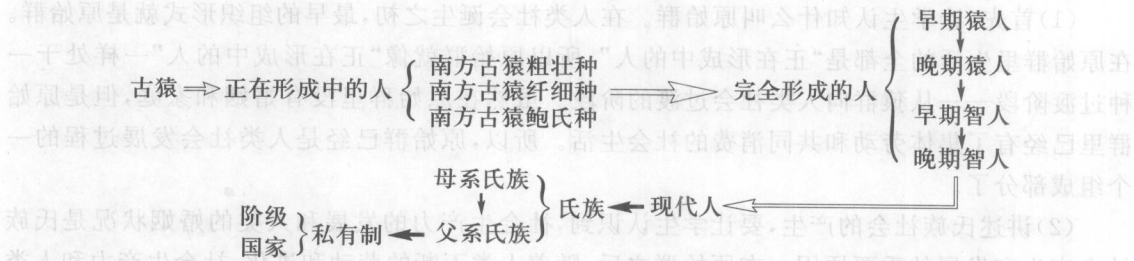 古猿
正在形成中的人
南方古猿粗壮种
南方古猿纤细种
南方古猿鲍氏种
完全形成的人
早期猿人
晚期猿人
早期智人
晚期智人
现代人
氏族
母系氏族
父系氏族
私有制
阶级
国家